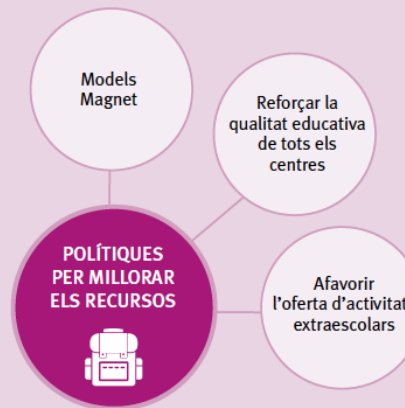 Models
Magnet
Reforçar la
qualitat educativa
de tots els
centres
POLÍTIQUES
PER MILLORAR
ELS RECURSOS
Afavorir
l'oferta d'activitat
extraescolars